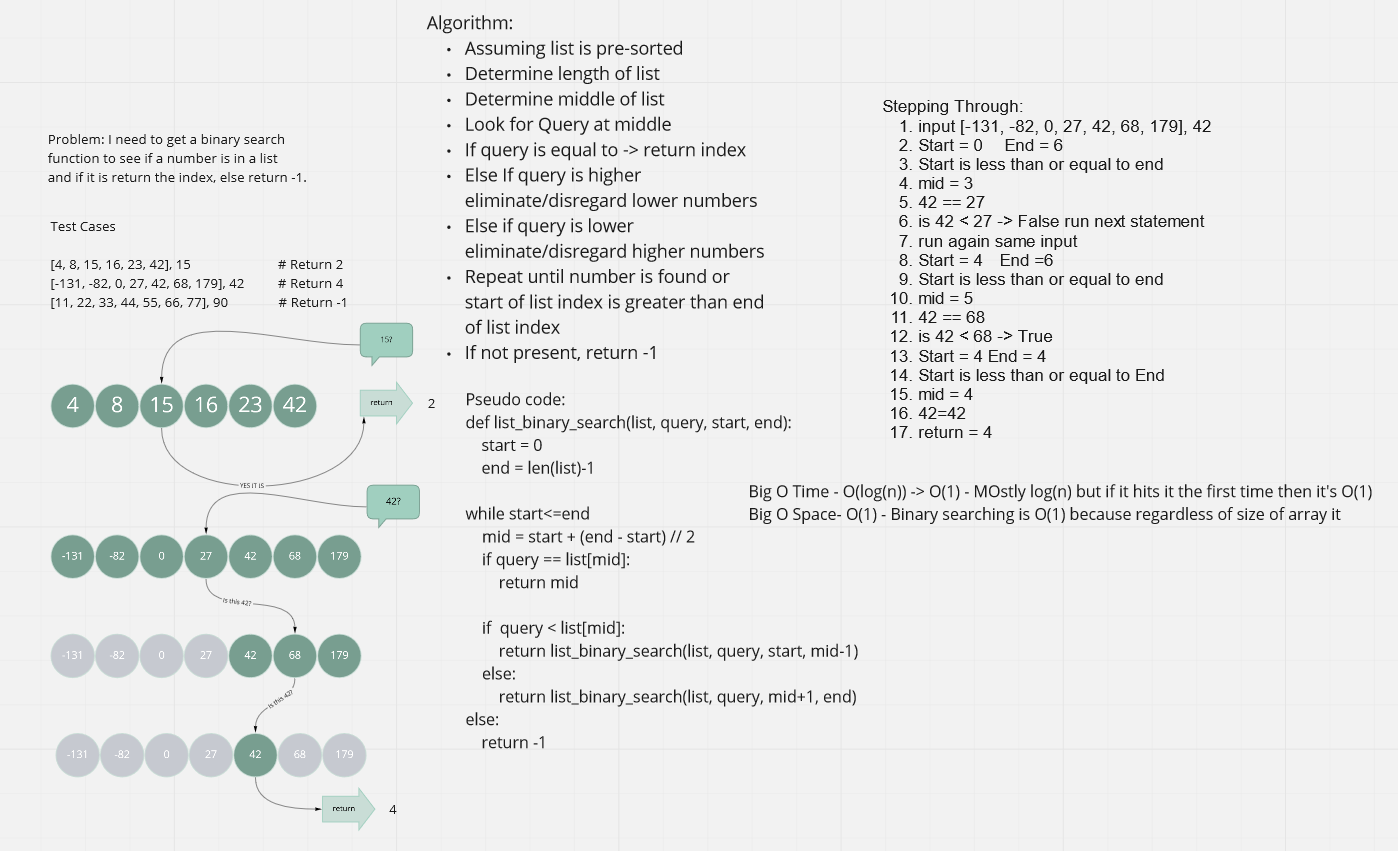 Problem: I need to get a binary search
function to see if a number is in a list
and if it is return the index, else return -1.
Test Cases
[4, 8, 15, 16, 23, 42], 15 # Return 2
[-131, -82, 0, 27, 42, 68, 179], 42 # Return 4
[11, 22, 33, 44, 55, 66, 77], 90 # Return -1
15?
4 8 15 16 23 42
return
2
YES IT IS
42?
-131 -82 0 27 42 68 179
Is this 42?
-131 -82 0 27 42 68 179
Is this 42?
-131 -82 0 27 42 68 179
return
4
Algorithm:
• Assuming list is pre-sorted
• Determine length of list
• Determine middle of list
• Look for Query at middle
• If query is equal to -> return index
• Else If query is higher
eliminate/disregard lower numbers
• Else if query is lower
eliminate/disregard higher numbers
• Repeat until number is found or
start of list index is greater than end
of list index
• If not present, return -1
Pseudo code:
def list_binary_search(list, query, start, end):
start = 0
end = len(list)-1
while start<=end
mid = start + (end - start) // 2
if query == list[mid]:
return mid
if  query < list[mid]:
return list_binary_search(list, query, start, mid-1)
else:
return list_binary_search(list, query, mid+1, end)
else:
return -1
Stepping Through:
1. input [-131, -82, 0, 27, 42, 68, 179], 42
2. Start = 0 End = 6
3. Start is less than or equal to end
4. mid = 3
5. 42 == 27
6. is 42 < 27 -> False run next statement
7. run again same input
8. Start = 4 End =6
9. Start is less than or equal to end
10. mid = 5
11. 42 == 68
12. is 42 < 68 -> True
13. Start = 4 End = 4
14. Start is less than or equal to End
15. mid = 4
16. 42=42
17. return = 4
Big O Time - O(log(n)) -> O(1) - MOstly log(n) but if it hits it the first time then it's O(1)
Big O Space- O(1) - Binary searching is O(1) because regardless of size of array it